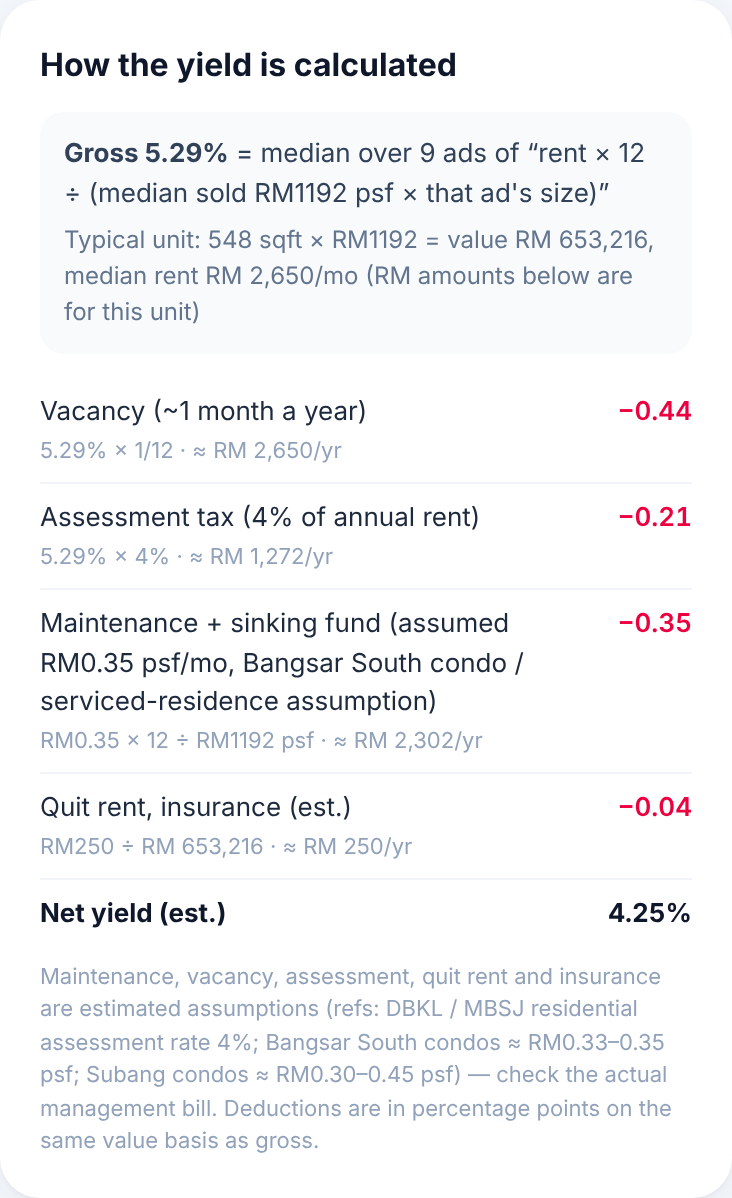 How the yield is calculated
Gross 5.29% = median over 9 ads of “rent × 12
÷ (median sold RM1192 psf × that ad's size)”
Typical unit: 548 sqft × RM1192 = value RM 653,216,
median rent RM 2,650/mo (RM amounts below are
for this unit)
Vacancy (~1 month a year) −0.44
5.29% × 1/12 · ≈ RM 2,650/yr
Assessment tax (4% of annual rent) −0.21
5.29% × 4% · ≈ RM 1,272/yr
Maintenance + sinking fund (assumed −0.35
RM0.35 psf/mo, Bangsar South condo /
serviced-residence assumption)
RM0.35 × 12 ÷ RM1192 psf · ≈ RM 2,302/yr
Quit rent, insurance (est.) −0.04
RM250 ÷ RM 653,216 · ≈ RM 250/yr
Net yield (est.) 4.25%
Maintenance, vacancy, assessment, quit rent and insurance
are estimated assumptions (refs: DBKL / MBSJ residential
assessment rate 4%; Bangsar South condos ≈ RM0.33–0.35
psf; Subang condos ≈ RM0.30–0.45 psf) — check the actual
management bill. Deductions are in percentage points on the
same value basis as gross.